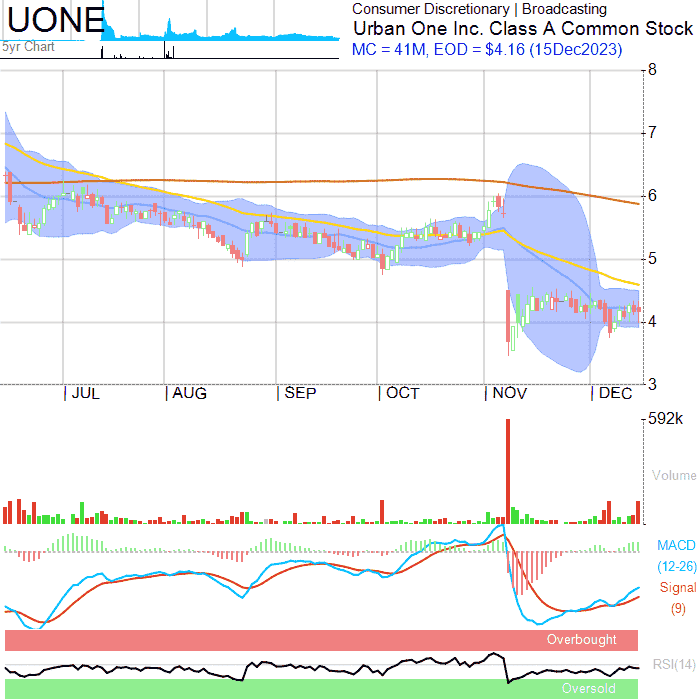 UONE
5yr Chart
Consumer Discretionary | Broadcasting
Urban One Inc. Class A Common Stock
MC = 41M, EOD = $4.16 (15Dec2023)
8
7
6
5
4
3
JUL
AUG
SEP
OCT
NOV
DEC
592k
Volume
MACD
(12-26)
Signal
(9)
Overbought
RSI(14)
Oversold